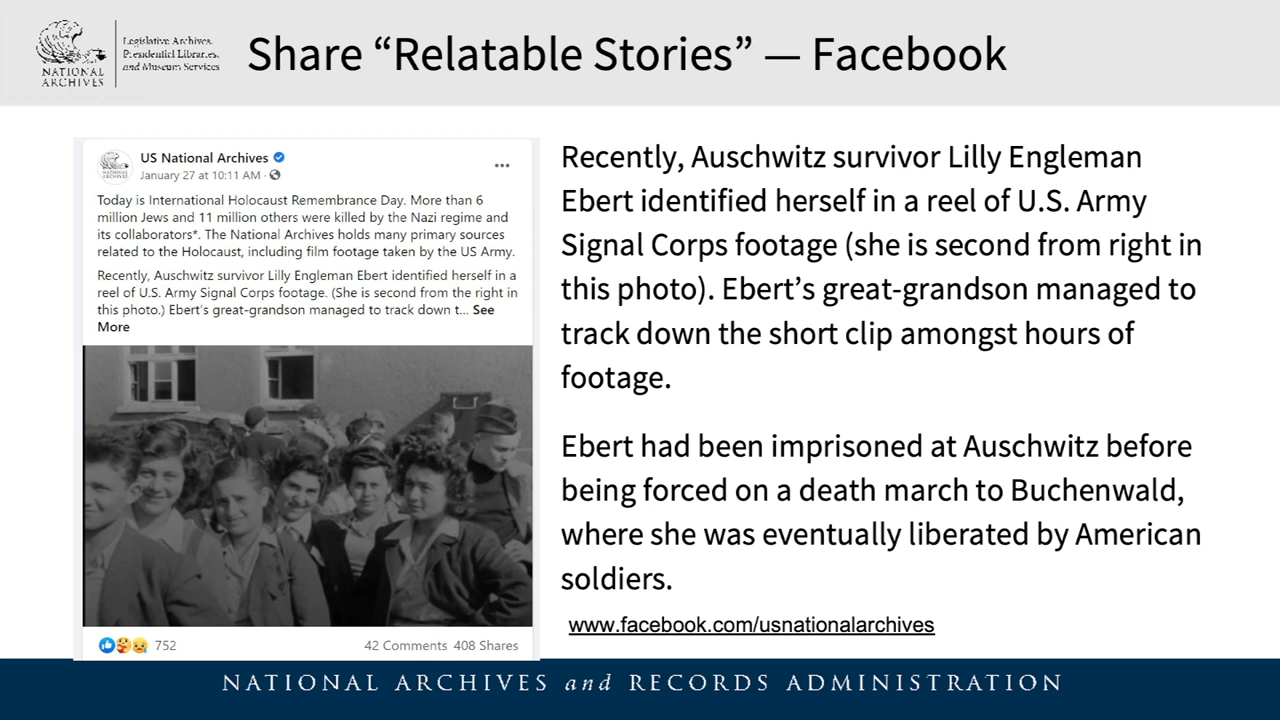 Legislative Archives,
Presidential Libraries,
and Museum Services
NATIONAL
ARCHIVES
Share “Relatable Stories” — Facebook
US National Archives
January 27 at 10:11 AM ·
Today is International Holocaust Remembrance Day. More than 6
million Jews and 11 million others were killed by the Nazi regime and
its collaborators*. The National Archives holds many primary sources
related to the Holocaust, including film footage taken by the US Army.
Recently, Auschwitz survivor Lilly Engleman Ebert identified herself in a
reel of U.S. Army Signal Corps footage. (She is second from the right in
this photo.) Ebert's great-grandson managed to track down t... See
More
752
42 Comments 408 Shares
Recently, Auschwitz survivor Lilly Engleman
Ebert identified herself in a reel of U.S. Army
Signal Corps footage (she is second from right in
this photo). Ebert’s great-grandson managed to
track down the short clip amongst hours of
footage.
Ebert had been imprisoned at Auschwitz before
being forced on a death march to Buchenwald,
where she was eventually liberated by American
soldiers.
www.facebook.com/usnationalarchives
NATIONAL ARCHIVES and RECORDS ADMINISTRATION